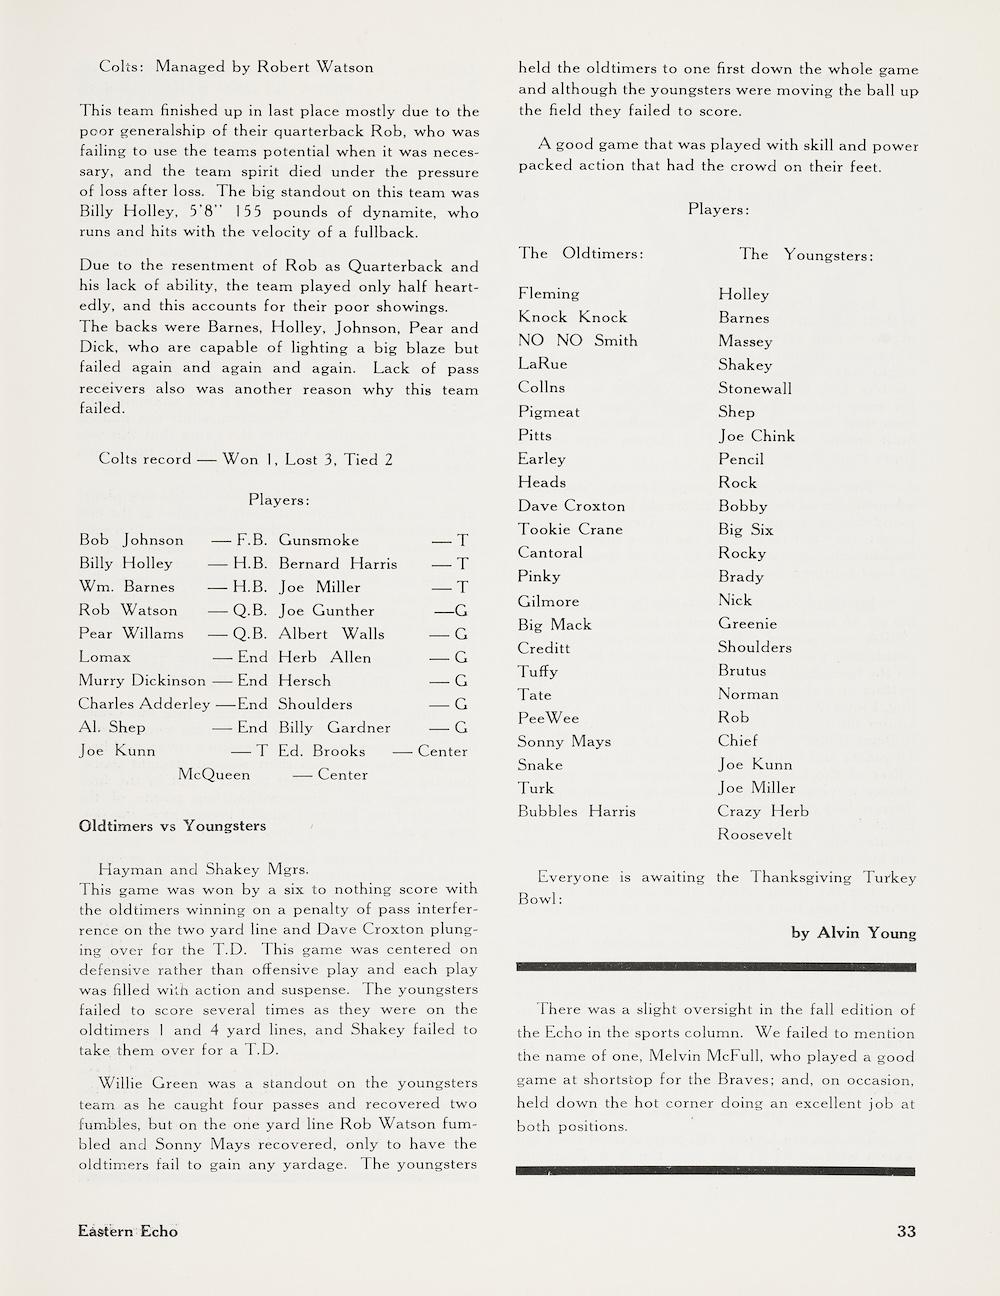 Colts: Managed by Robert Watson
This team finished up in last place mostly due to the
poor generalship of their quarterback Rob, who was
failing to use the teams potential when it was neces-
sary, and the team spirit died under the pressure
of loss after loss. The big standout on this team was
Billy Holley, 5'8" 155 pounds of dynamite, who
runs and hits with the velocity of a fullback.
Due to the resentment of Rob as Quarterback and
his lack of ability, the team played only half heart-
edly, and this accounts for their poor showings.
The backs were Barnes, Holley, Johnson, Pear and
Dick, who are capable of lighting a big blaze but
failed again and again and again. Lack of pass
receivers also was another reason why this team
failed.
Colts record — Won 1, Lost 3, Tied 2
Players:
Bob Johnson — F.B. Gunsmoke — T
Billy Holley — H.B. Bernard Harris — T
Wm. Barnes — H.B. Joe Miller — T
Rob Watson — Q.B. Joe Gunther —G
Pear Willams — Q.B. Albert Walls — G
Lomax — End Herb Allen — G
Murry Dickinson — End Hersch — G
Charles Adderley —End Shoulders — G
Al. Shep — End Billy Gardner — G
Joe Kunn — T Ed. Brooks — Center
McQueen — Center
Oldtimers vs Youngsters
Hayman and Shakey Mgrs.
This game was won by a six to nothing score with
the oldtimers winning on a penalty of pass interfer-
rence on the two yard line and Dave Croxton plung-
ing over for the T.D. This game was centered on
defensive rather than offensive play and each play
was filled with action and suspense. The youngsters
failed to score several times as they were on the
oldtimers 1 and 4 yard lines, and Shakey failed to
take them over for a T.D.
Willie Green was a standout on the youngsters
team as he caught four passes and recovered two
fumbles, but on the one yard line Rob Watson fum-
bled and Sonny Mays recovered, only to have the
oldtimers fail to gain any yardage. The youngsters
held the oldtimers to one first down the whole game
and although the youngsters were moving the ball up
the field they failed to score.
A good game that was played with skill and power
packed action that had the crowd on their feet.
Players:
The Oldtimers: The Youngsters:
Fleming Holley
Knock Knock Barnes
NO NO Smith Massey
LaRue Shakey
Collns Stonewall
Pigmeat Shep
Pitts Joe Chink
Earley Pencil
Heads Rock
Dave Croxton Bobby
Tookie Crane Big Six
Cantoral Rocky
Pinky Brady
Gilmore Nick
Big Mack Greenie
Creditt Shoulders
Tuffy Brutus
Tate Norman
PeeWee Rob
Sonny Mays Chief
Snake Joe Kunn
Turk Joe Miller
Bubbles Harris Crazy Herb
Roosevelt
Everyone is awaiting the Thanksgiving Turkey
Bowl:
by Alvin Young
There was a slight oversight in the fall edition of
the Echo in the sports column. We failed to mention
the name of one, Melvin McFull, who played a good
game at shortstop for the Braves; and, on occasion,
held down the hot corner doing an excellent job at
both positions.
Eastern Echo 33